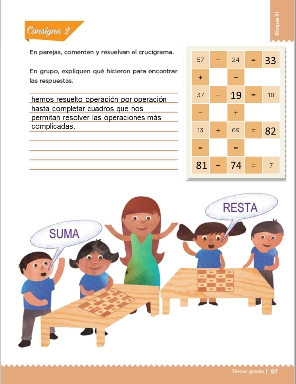 Bloque III
Consigna 2
En parejas, comenten y resuelvan el crucigrama.
En grupo, expliquen qué hicieron para encontrar
las respuestas.
hemos resuelto operación por operación
hasta completar cuadros que nos
permitan resolver las operaciones más
complicadas.
57 − 24 = 33
+ −
37 − 19 = 18
− +
13 + 69 = 82
= =
81 − 74 = 7
SUMA
RESTA
Tercer grado | 97